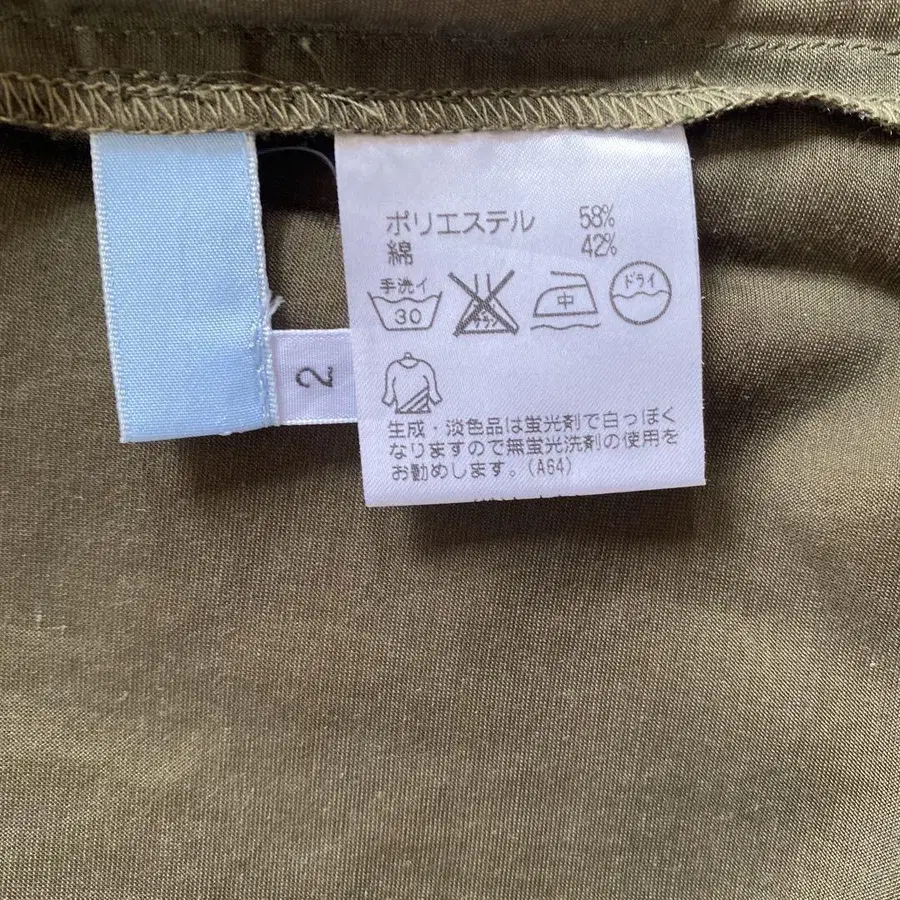 ポリエステル 58%
綿 42%
手洗イ
30
中
ドライ
生成・淡色品は蛍光剤で白っぽく
なりますので無蛍光洗剤の使用を
お勧めします。(A64)
2